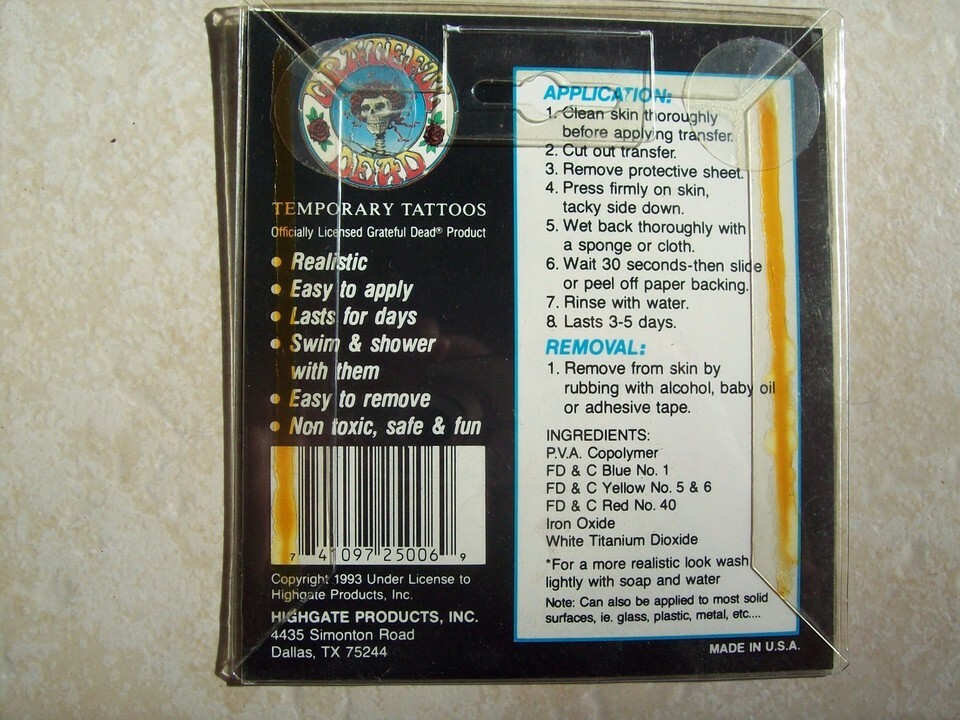 GRATEFUL
DEAD
TEMPORARY TATTOOS
Officially Licensed Grateful Dead® Product
• Realistic
• Easy to apply
• Lasts for days
• Swim & shower
with them
• Easy to remove
• Non toxic, safe & fun
7 41097 25006 9
Copyright 1993 Under License to
Highgate Products, Inc.
HIGHGATE PRODUCTS, INC.
4435 Simonton Road
Dallas, TX 75244
APPLICATION:
1. Clean skin thoroughly
before applying transfer.
2. Cut out transfer.
3. Remove protective sheet.
4. Press firmly on skin,
tacky side down.
5. Wet back thoroughly with
a sponge or cloth.
6. Wait 30 seconds-then slide
or peel off paper backing.
7. Rinse with water.
8. Lasts 3-5 days.
REMOVAL:
1. Remove from skin by
rubbing with alcohol, baby oil
or adhesive tape.
INGREDIENTS:
P.V.A. Copolymer
FD & C Blue No. 1
FD & C Yellow No. 5 & 6
FD & C Red No. 40
Iron Oxide
White Titanium Dioxide
*For a more realistic look wash
lightly with soap and water
Note: Can also be applied to most solid
surfaces, ie. glass, plastic, metal, etc....
MADE IN U.S.A.